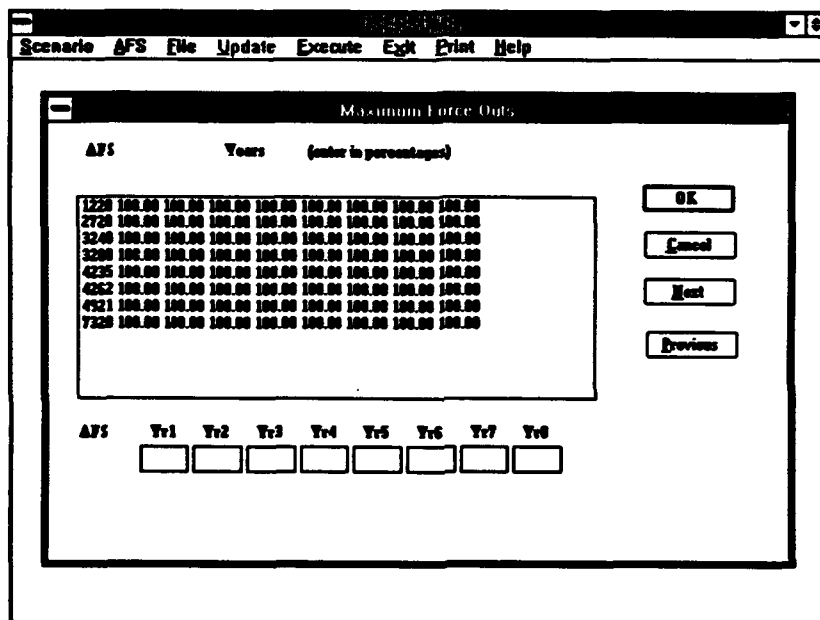 Scenario AFS File Update Execute Exit Print Help
Maximum Force Outs
AFS Years (enter in percentages)
1220 100.00 100.00 100.00 100.00 100.00 100.00 100.00 100.00
2720 100.00 100.00 100.00 100.00 100.00 100.00 100.00 100.00
3240 100.00 100.00 100.00 100.00 100.00 100.00 100.00 100.00
100.00 100.00 100.00 100.00 100.00 100.00 100.00 100.00
4235 100.00 100.00 100.00 100.00 100.00 100.00 100.00 100.00
4262 100.00 100.00 100.00 100.00 100.00 100.00 100.00 100.00
4921 100.00 100.00 100.00 100.00 100.00 100.00 100.00 100.00
7320 100.00 100.00 100.00 100.00 100.00 100.00 100.00 100.00
OK
Cancel
Next
Previous
AFS Yr1 Yr2 Yr3 Yr4 Yr5 Yr6 Yr7 Yr8